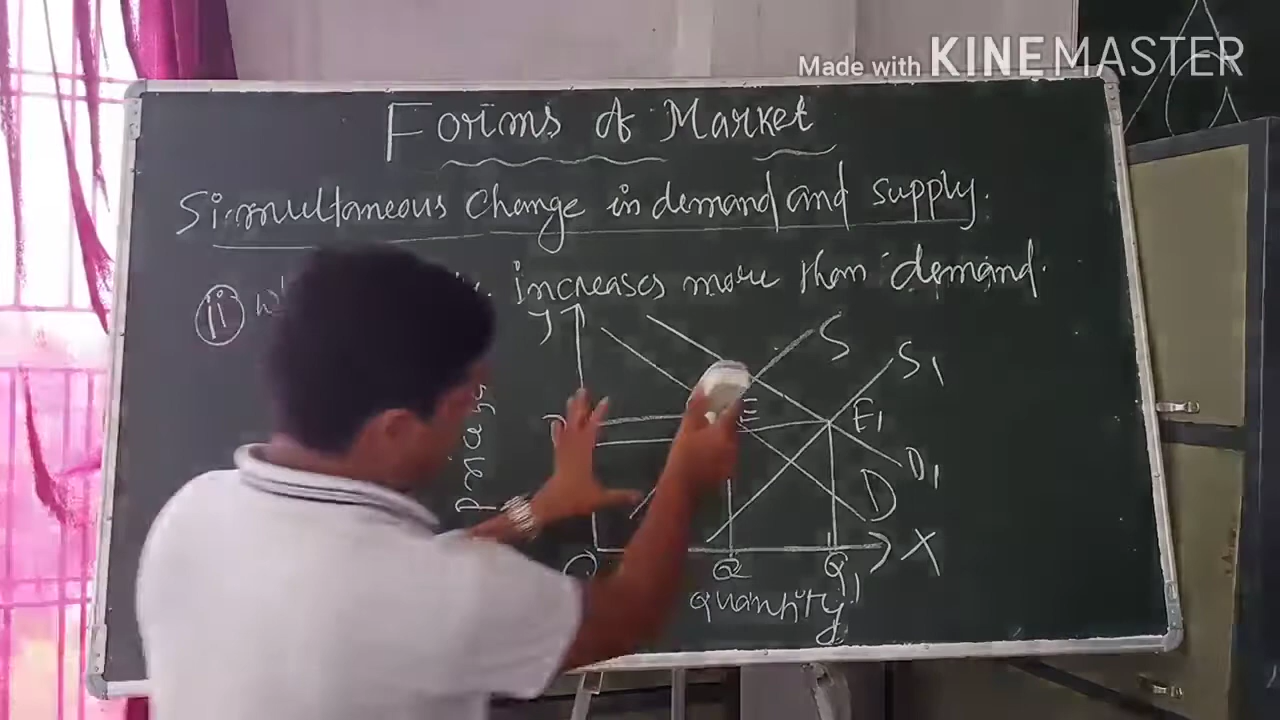 Made with KINEMASTER
Forms of Market
Simultaneous change in demand and supply.
(ii) increases more than demand.
Y
S
S1
E
E1
D1
D
price
X
Q
Q1
quantity